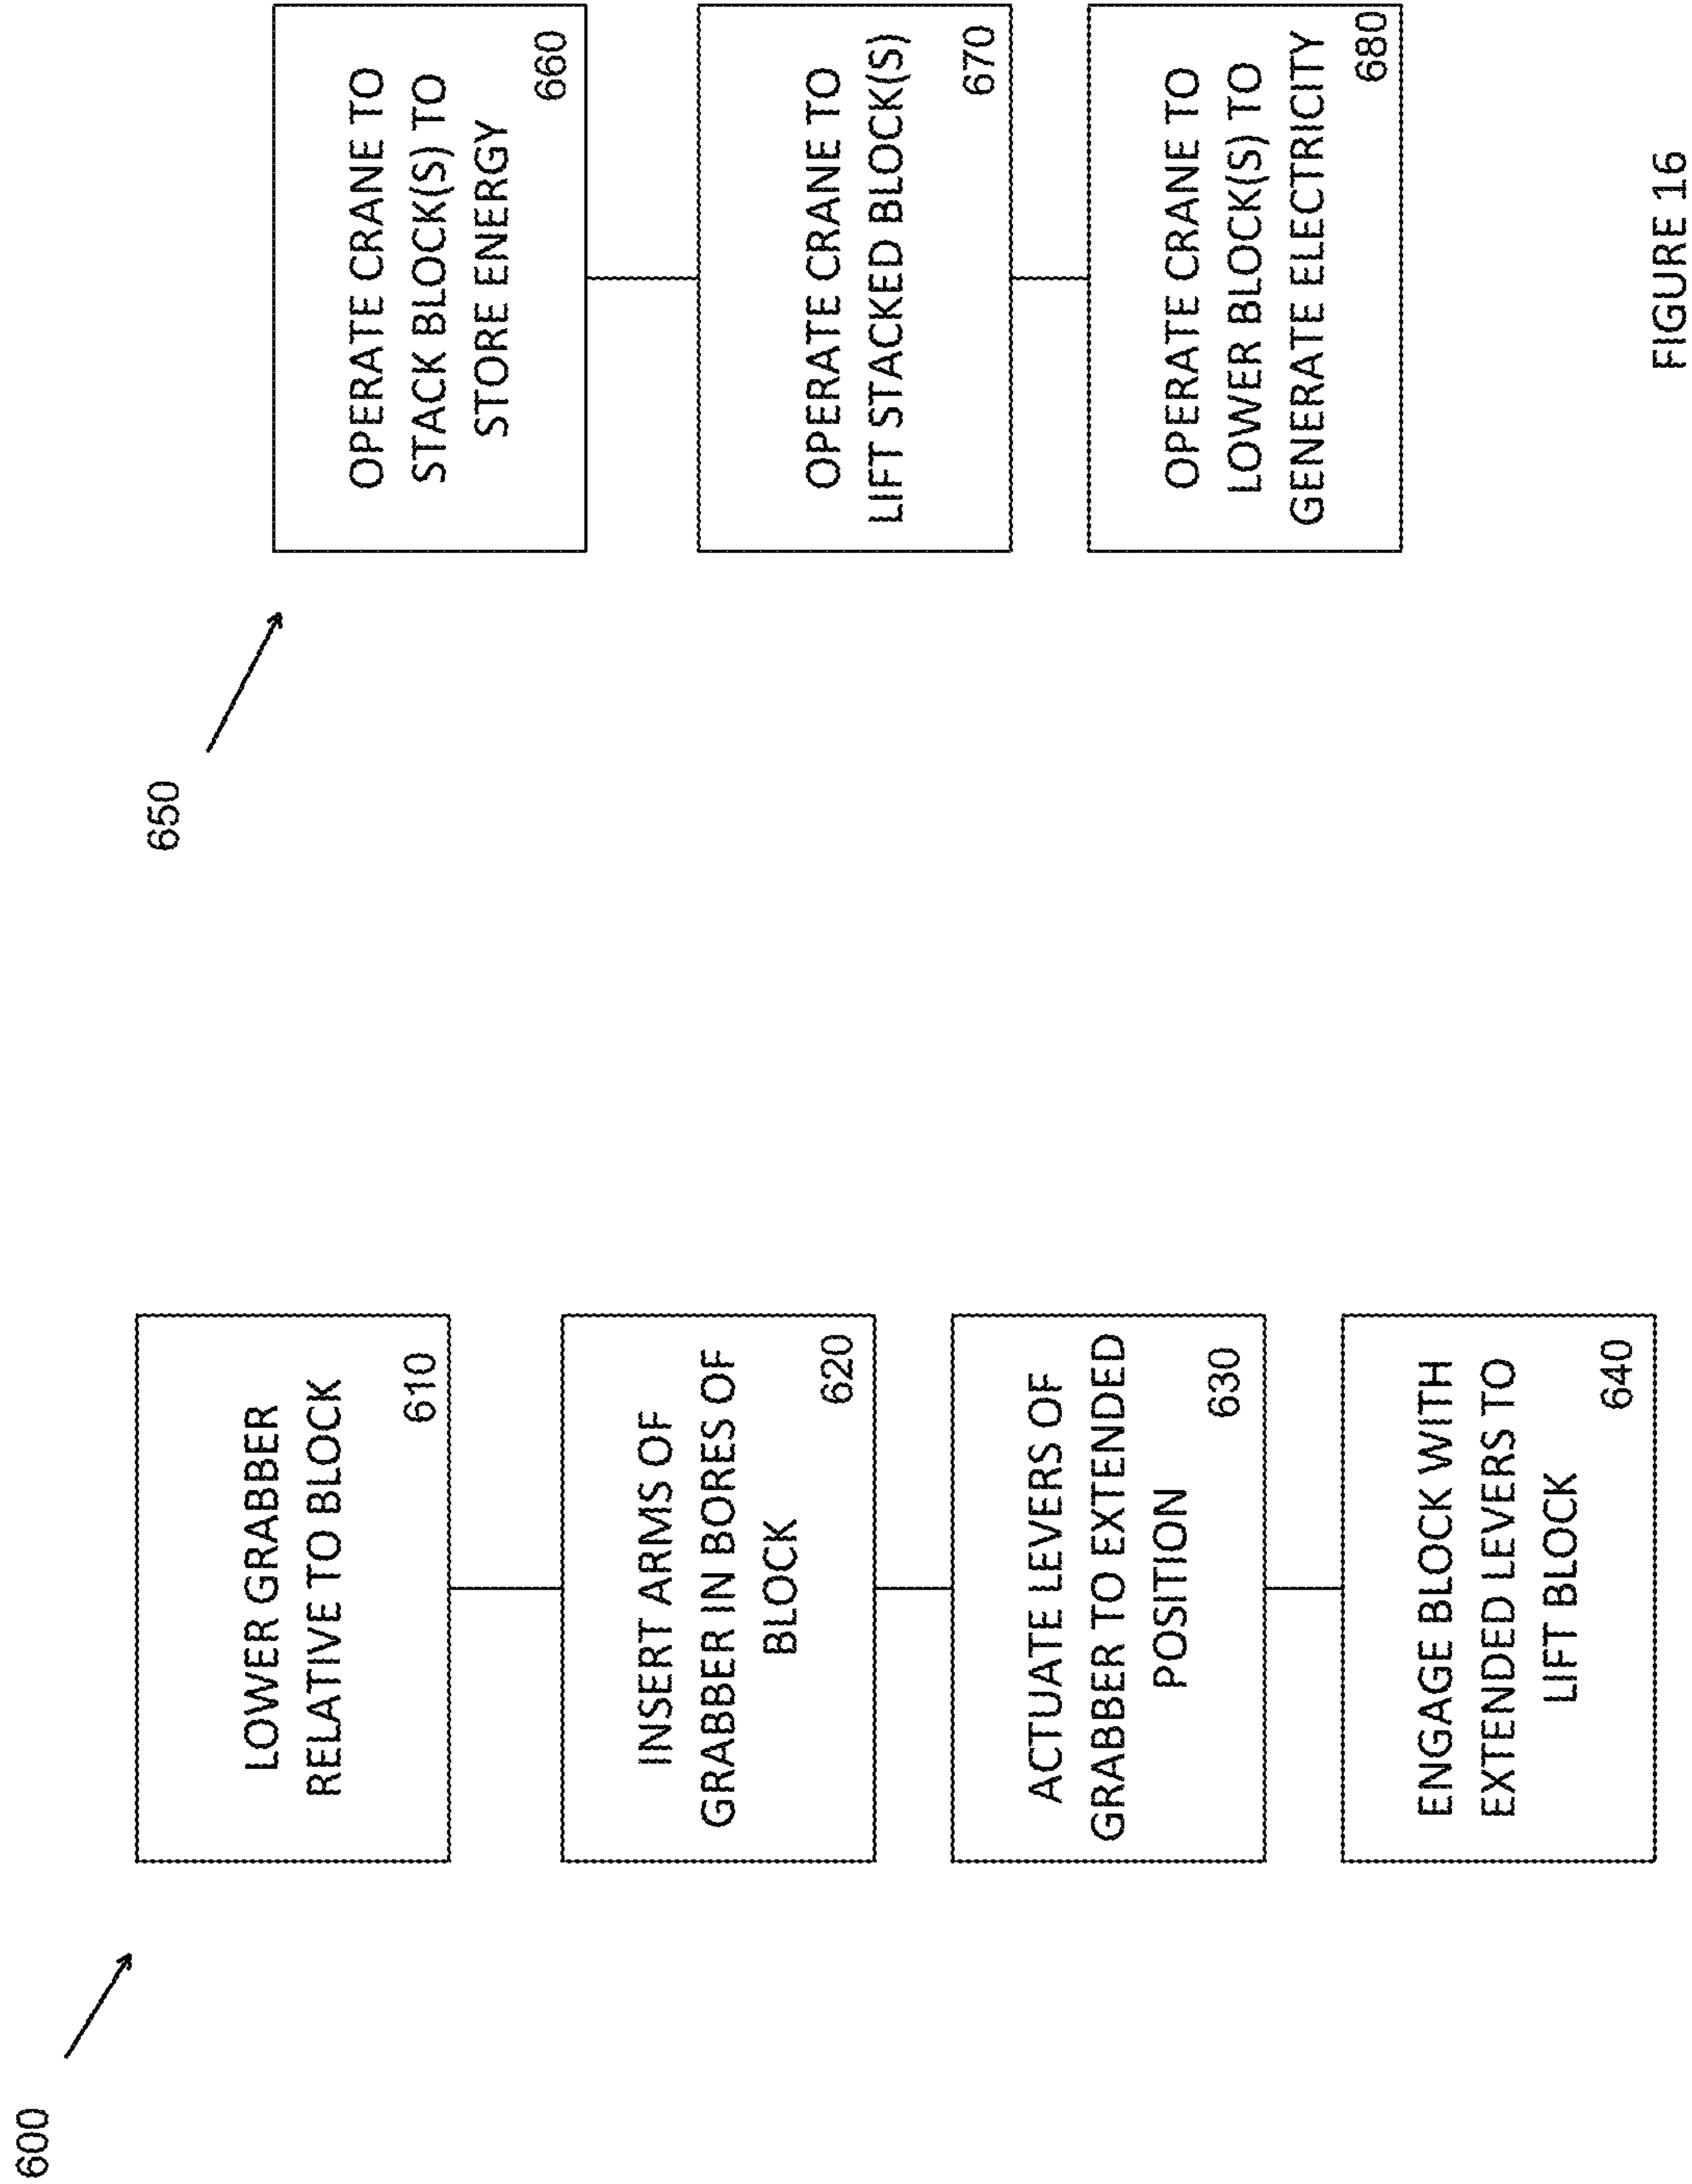 600
LOWER GRABBER
RELATIVE TO BLOCK
610
INSERT ARMS OF
GRABBER IN BORES OF
BLOCK
620
ACTUATE LEVERS OF
GRABBER TO EXTENDED
POSITION
630
ENGAGE BLOCK WITH
EXTENDED LEVERS TO
LIFT BLOCK
640
650
OPERATE CRANE TO
STACK BLOCK(S) TO
STORE ENERGY
660
OPERATE CRANE TO
LIFT STACKED BLOCK(S)
670
OPERATE CRANE TO
LOWER BLOCK(S) TO
GENERATE ELECTRICITY
680
FIGURE 16